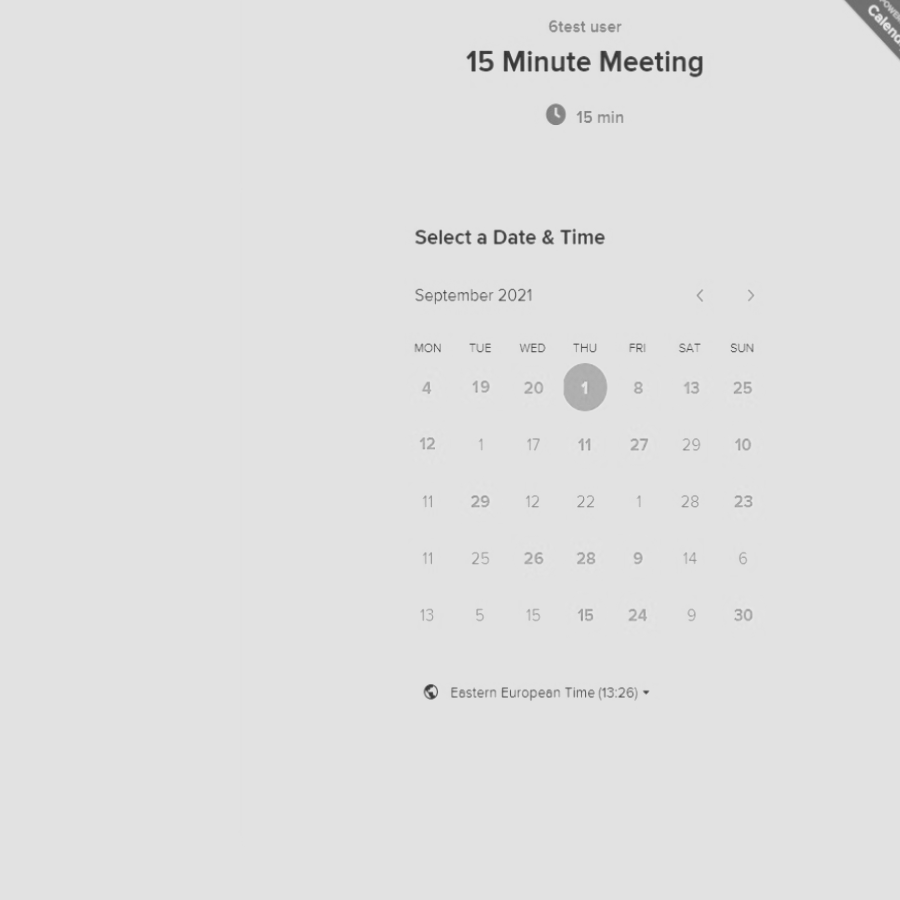 6test user
15 Minute Meeting
15 min
Select a Date & Time
September 2021
MON TUE WED THU FRI SAT SUN
4 19 20 1 8 13 25
12 1 17 11 27 29 10
11 29 12 22 1 28 23
11 25 26 28 9 14 6
13 5 15 15 24 9 30
Eastern European Time (13:26)